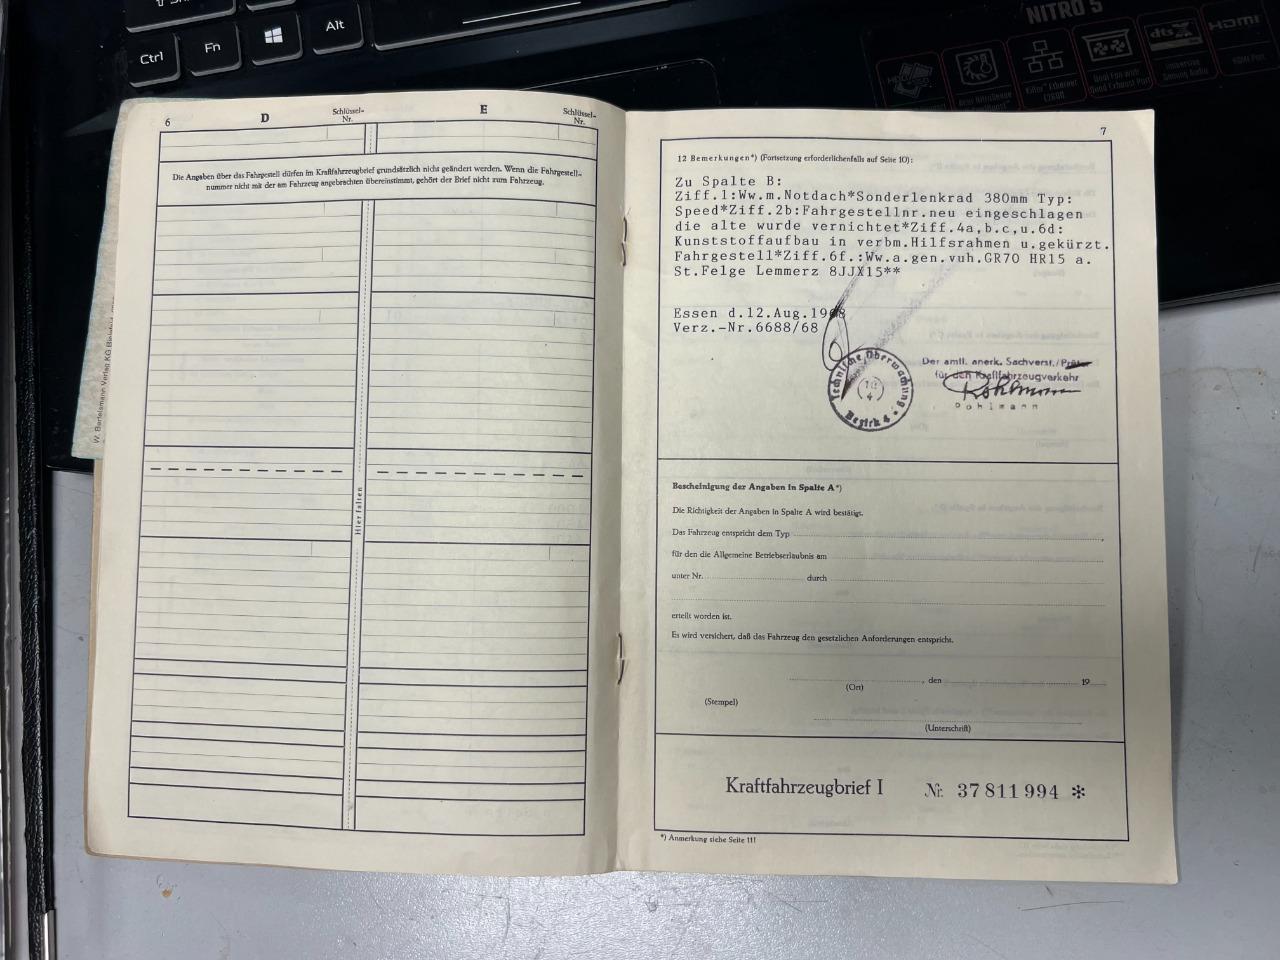 Ctrl
Fn
Alt
NITRO 5
dts X
HDMI
6
D
Schlüssel-
Nr.
E
Schlüssel-
Nr.
Die Angaben über das Fahrgestell dürfen im Kraftfahrzeugbrief grundsätzlich nicht geändert werden. Wenn die Fahrgestell-
nummer nicht mit der am Fahrzeug angebrachten übereinstimmt, gehört der Brief nicht zum Fahrzeug.
Hier falten
W. Bertelsmann Verlag KG Bielefeld
7
12 Bemerkungen*) (Fortsetzung erforderlichenfalls auf Seite 10):
Zu Spalte B:
Ziff.1:Ww.m.Notdach*Sonderlenkrad 380mm Typ:
Speed*Ziff.2b:Fahrgestellnr.neu eingeschlagen
die alte wurde vernichtet*Ziff.4a,b.c,u.6d:
Kunststoffaufbau in verbm.Hilfsrahmen u.gekürzt.
Fahrgestell*Ziff.6f.:Ww.a.gen.vuh.GR70 HR15 a.
St.Felge Lemmerz 8JJX15**
Essen d.12.Aug.1968
Verz.-Nr.6688/68
Technische Überwachung
Bezirk 4
Der amtl. anerk. Sachverst./Prüfer
für den Kraftfahrzeugverkehr
Bescheinigung der Angaben in Spalte A*)
Die Richtigkeit der Angaben in Spalte A wird bestätigt.
Das Fahrzeug entspricht dem Typ
für den die Allgemeine Betriebserlaubnis am
unter Nr. durch
erteilt worden ist.
Es wird versichert, daß das Fahrzeug den gesetzlichen Anforderungen entspricht.
, den 19
(Ort)
(Stempel)
(Unterschrift)
Kraftfahrzeugbrief I Nr. 37 811 994 *
*) Anmerkung siehe Seite 11!